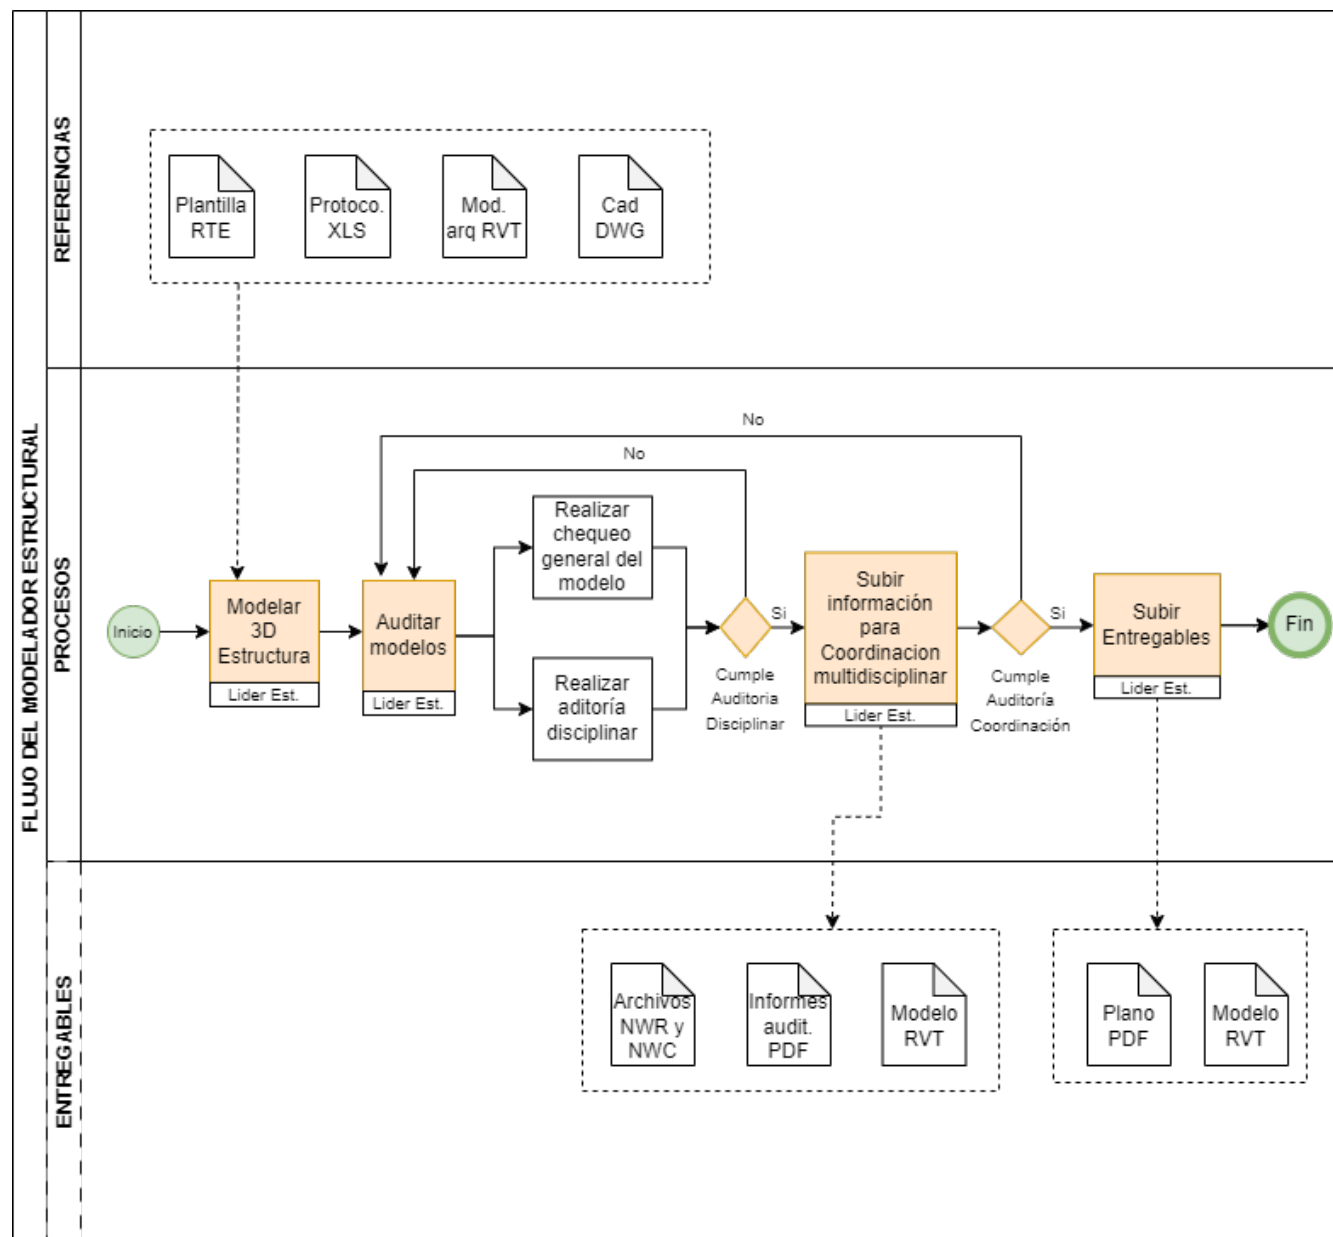 FLUJO DEL MODELADOR ESTRUCTURAL
REFERENCIAS
Plantilla
RTE
Protoco.
XLS
Mod.
arq RVT
Cad
DWG
PROCESOS
Inicio
Modelar
3D
Estructura
Lider Est.
Auditar
modelos
Lider Est.
Realizar
chequeo
general del
modelo
Realizar
aditoría
disciplinar
No
No
Cumple
Auditoria
Disciplinar
Si
Subir
información
para
Coordinacion
multidisciplinar
Lider Est.
Cumple
Auditoría
Coordinación
Si
Subir
Entregables
Lider Est.
Fin
ENTREGABLES
Archivos
NWR y
NWC
Informes
audit.
PDF
Modelo
RVT
Plano
PDF
Modelo
RVT